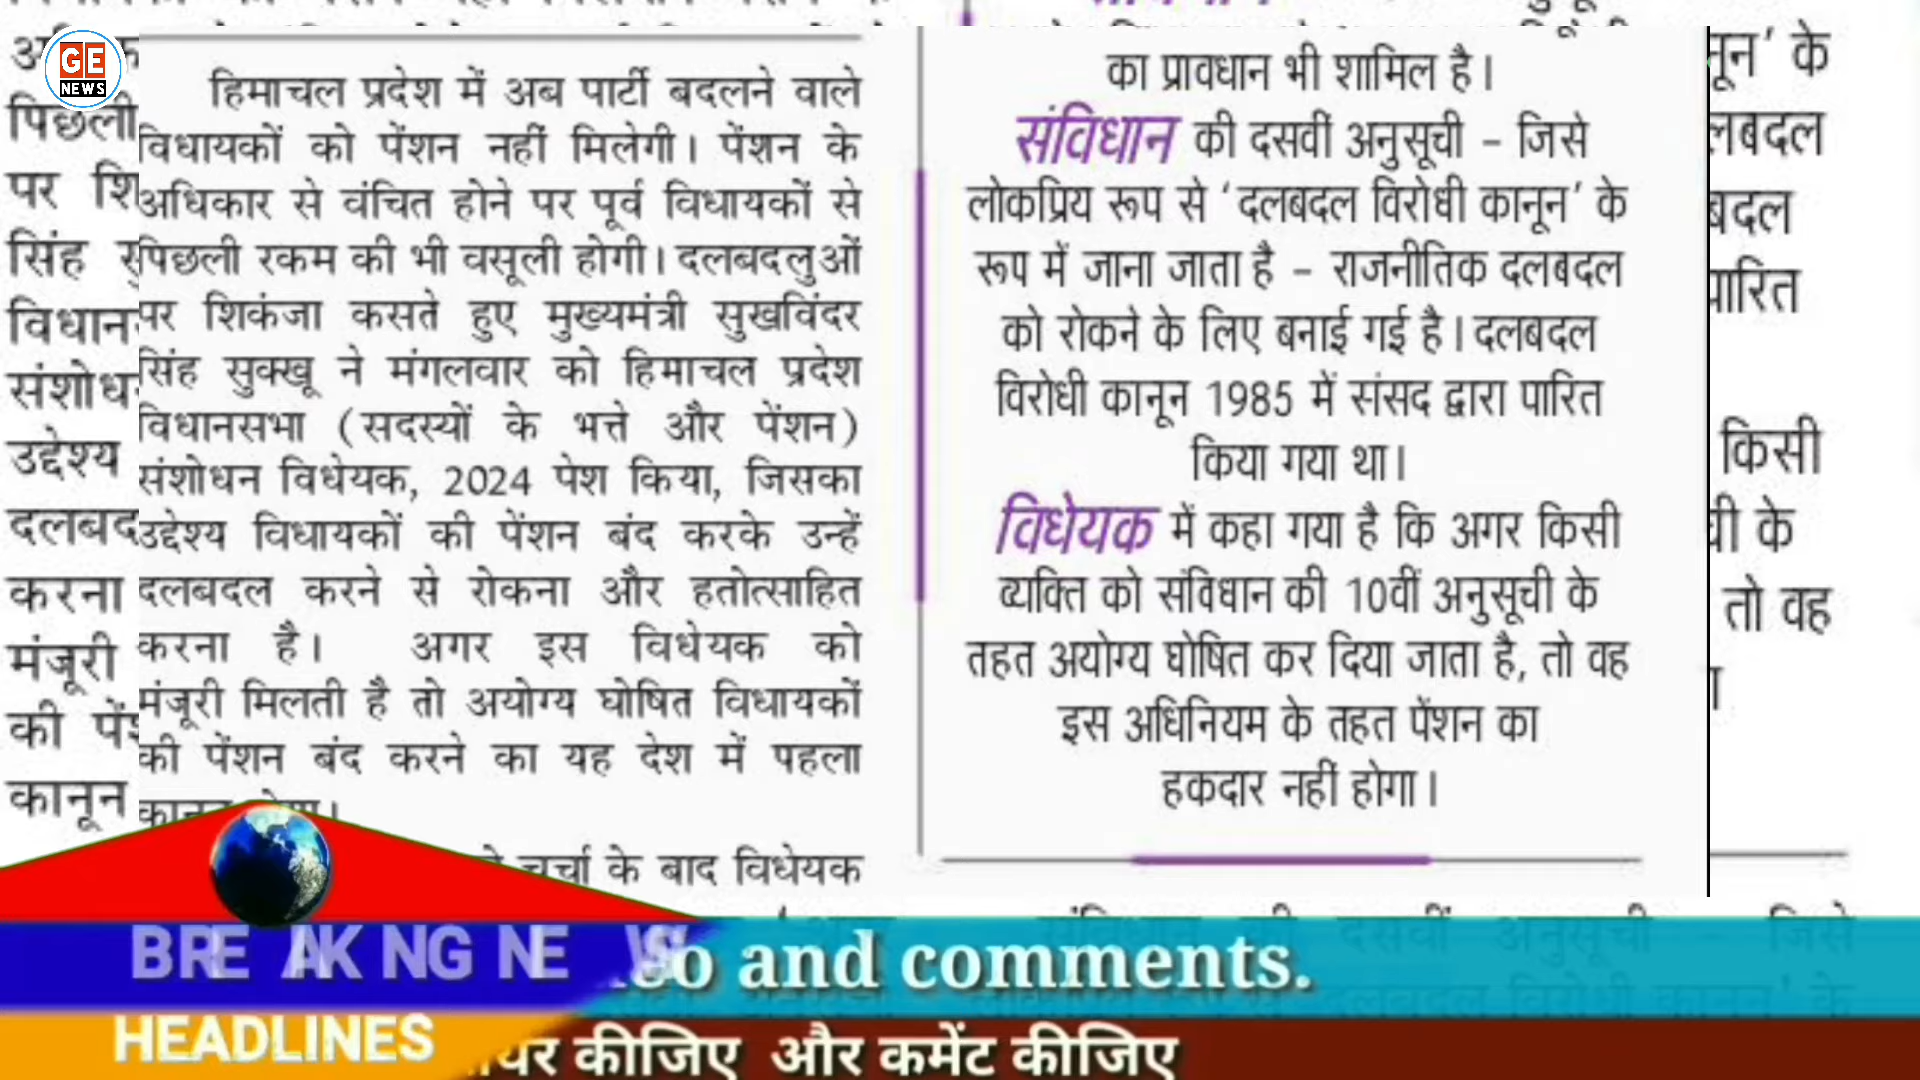 GE
NEWS
हिमाचल प्रदेश में अब पार्टी बदलने वाले
विधायकों को पेंशन नहीं मिलेगी। पेंशन के
अधिकार से वंचित होने पर पूर्व विधायकों से
पिछली रकम की भी वसूली होगी। दलबदलुओं
पर शिकंजा कसते हुए मुख्यमंत्री सुखविंदर
सिंह सुक्खू ने मंगलवार को हिमाचल प्रदेश
विधानसभा (सदस्यों के भत्ते और पेंशन)
संशोधन विधेयक, 2024 पेश किया, जिसका
उद्देश्य विधायकों की पेंशन बंद करके उन्हें
दलबदल करने से रोकना और हतोत्साहित
करना है। अगर इस विधेयक को
मंजूरी मिलती है तो अयोग्य घोषित विधायकों
की पेंशन बंद करने का यह देश में पहला
चर्चा के बाद विधेयक
का प्रावधान भी शामिल है।
संविधान की दसवीं अनुसूची – जिसे
लोकप्रिय रूप से ‘दलबदल विरोधी कानून’ के
रूप में जाना जाता है – राजनीतिक दलबदल
को रोकने के लिए बनाई गई है। दलबदल
विरोधी कानून 1985 में संसद द्वारा पारित
किया गया था।
विधेयक में कहा गया है कि अगर किसी
व्यक्ति को संविधान की 10वीं अनुसूची के
तहत अयोग्य घोषित कर दिया जाता है, तो वह
इस अधिनियम के तहत पेंशन का
हकदार नहीं होगा।
पिछली
पर
सिंह
उद्देश्य
करना
मंजूरी
की
कानून
के
पारित
किसी
के
तो वह
संविधान की दसवीं अनुसूची – जिसे
दलबदल विरोधी कानून’ के
BREAKING NEWS
and comments.
HEADLINES
कीजिए और कमेंट कीजिए